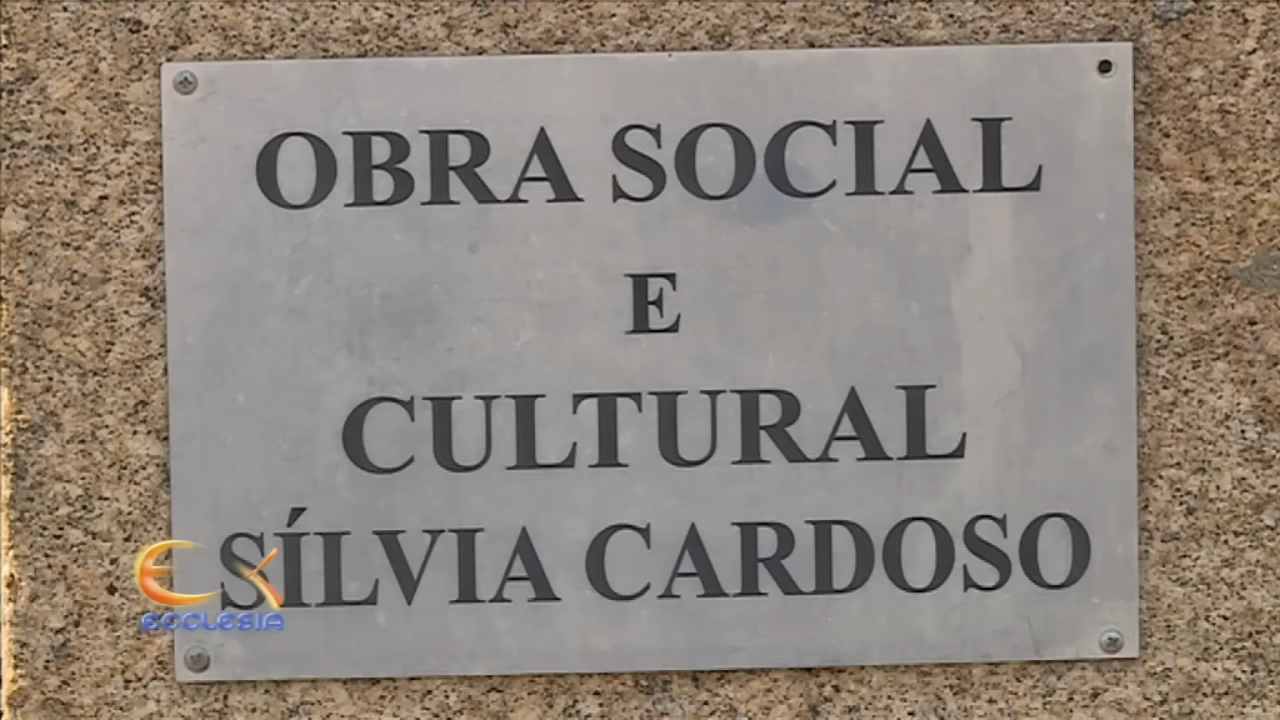 OBRA SOCIAL
E
CULTURAL
SÍLVIA CARDOSO
ECCLESIA